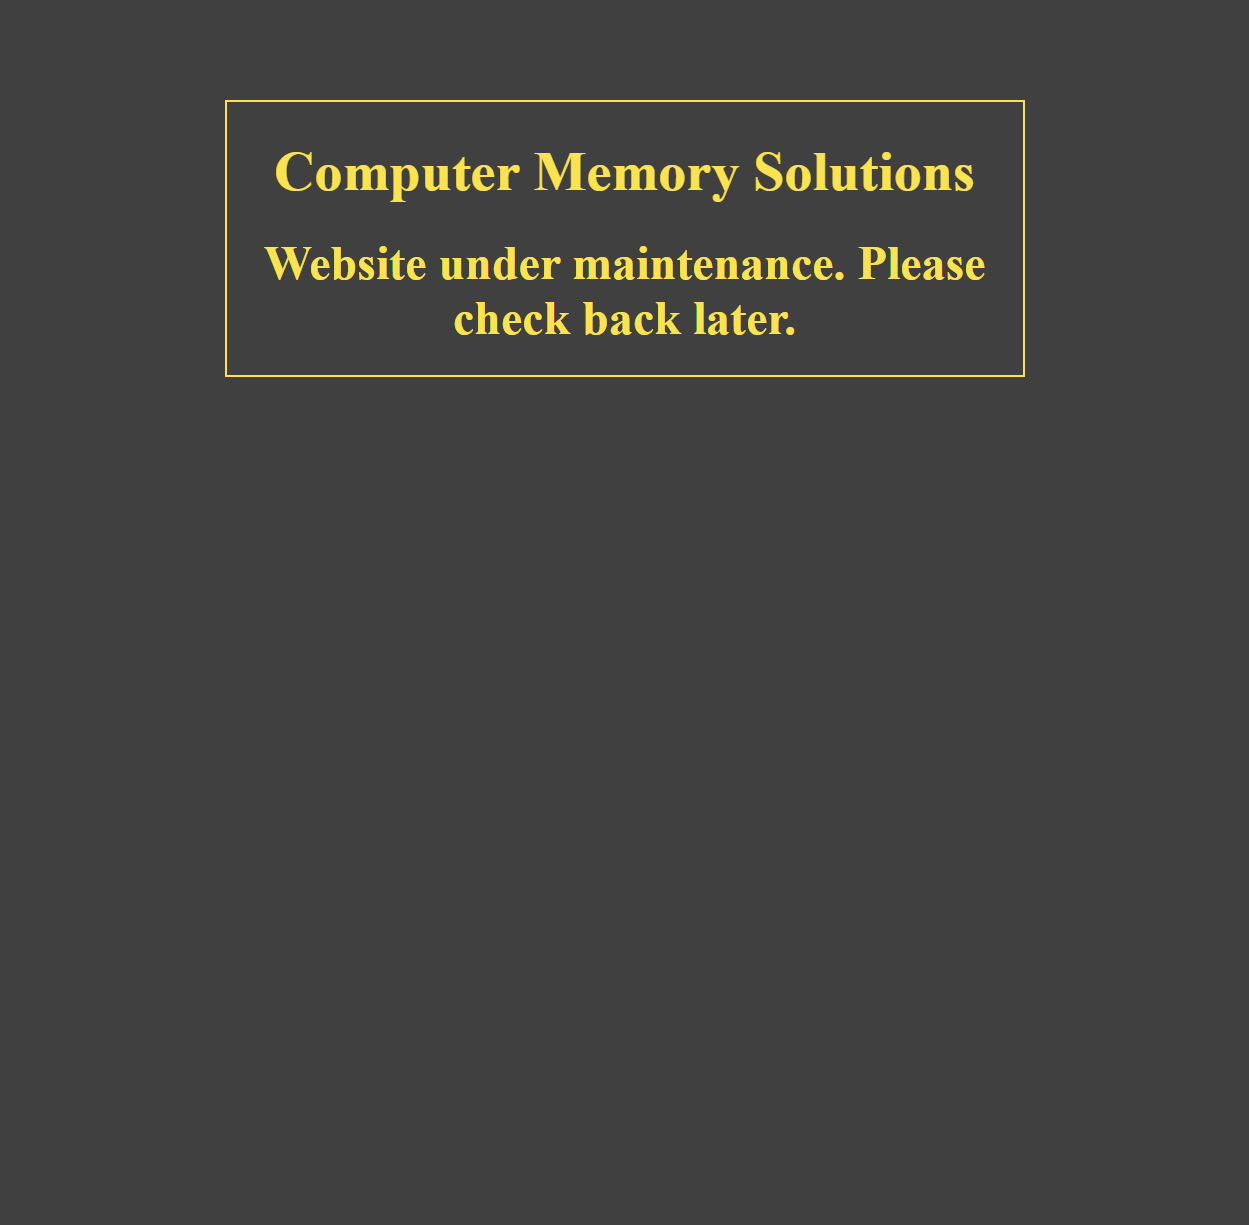 Computer Memory Solutions
Website under maintenance. Please
check back later.